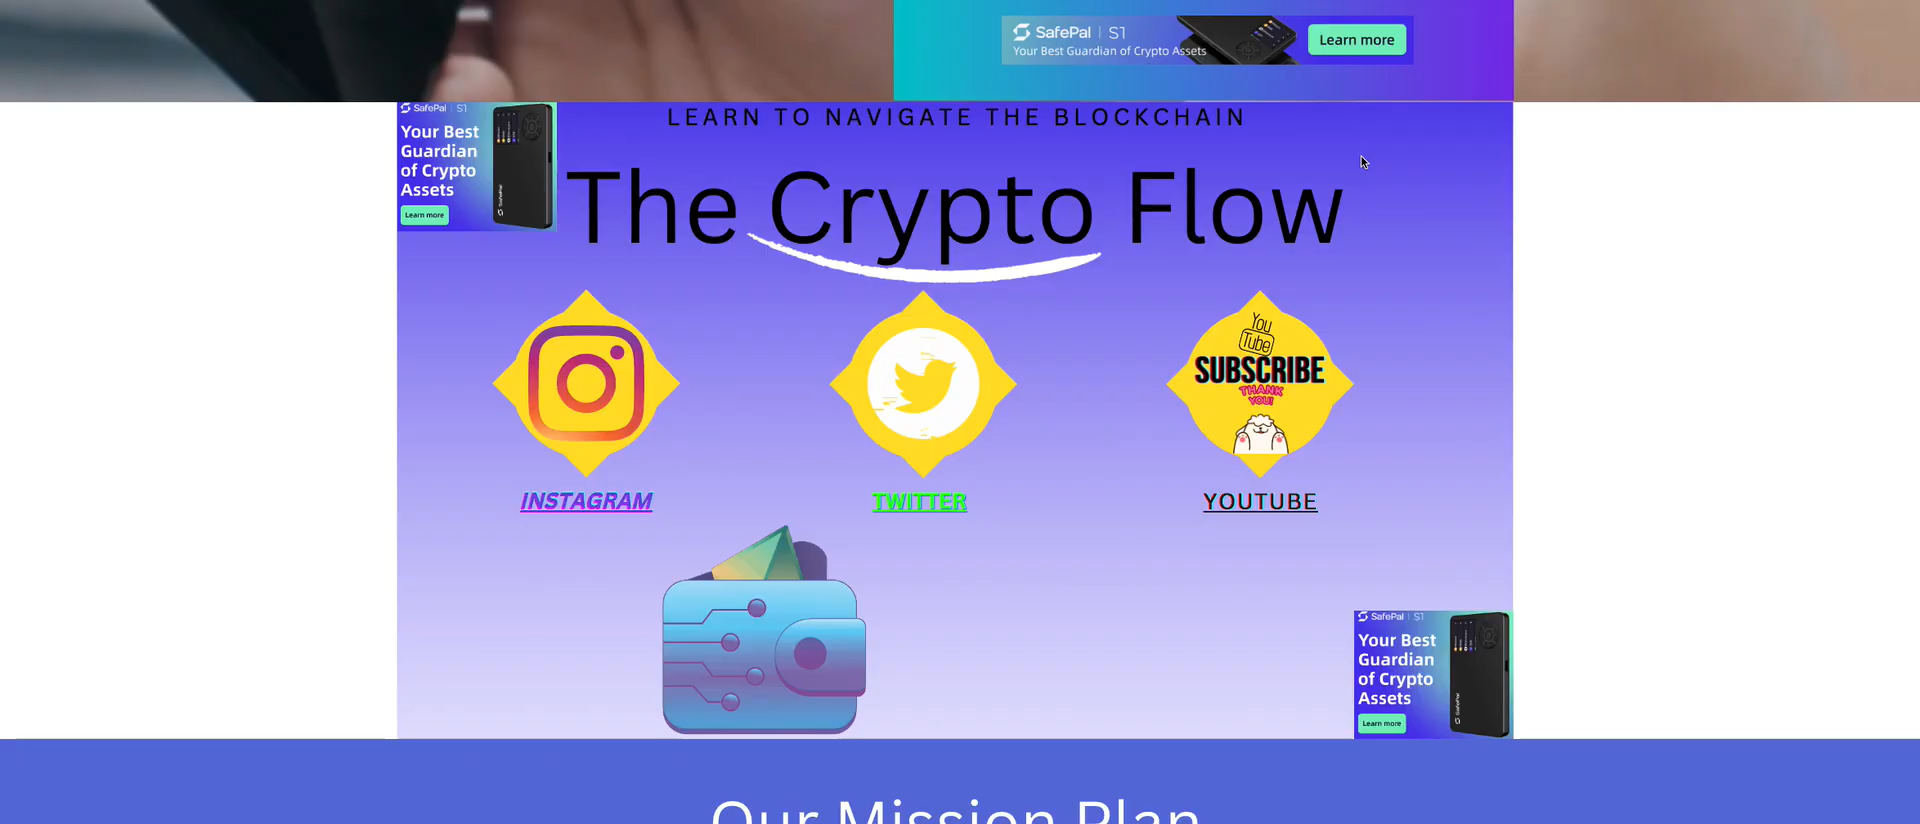 SafePal | S1
Your Best Guardian of Crypto Assets
Learn more
SafePal | S1
Your Best
Guardian
of Crypto
Assets
Learn more
SafePal
LEARN TO NAVIGATE THE BLOCKCHAIN
The Crypto Flow
You
Tube
SUBSCRIBE
THANK
YOU!
INSTAGRAM
TWITTER
YOUTUBE
SafePal | S1
Your Best
Guardian
of Crypto
Assets
Learn more
SafePal
Our Mission Plan